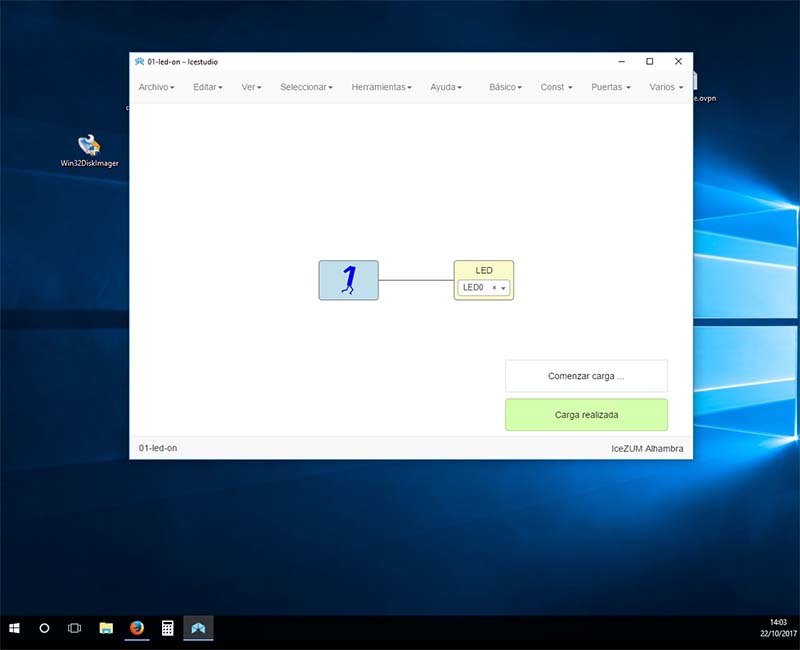 01-led-on – Icestudio
Archivo Editar Ver Seleccionar Herramientas Ayuda Básico Const Puertas Varios
e.ovpn
Win32DiskImager
1
LED
LED0 ×
Comenzar carga ...
Carga realizada
01-led-on
IceZUM Alhambra
14:03
22/10/2017